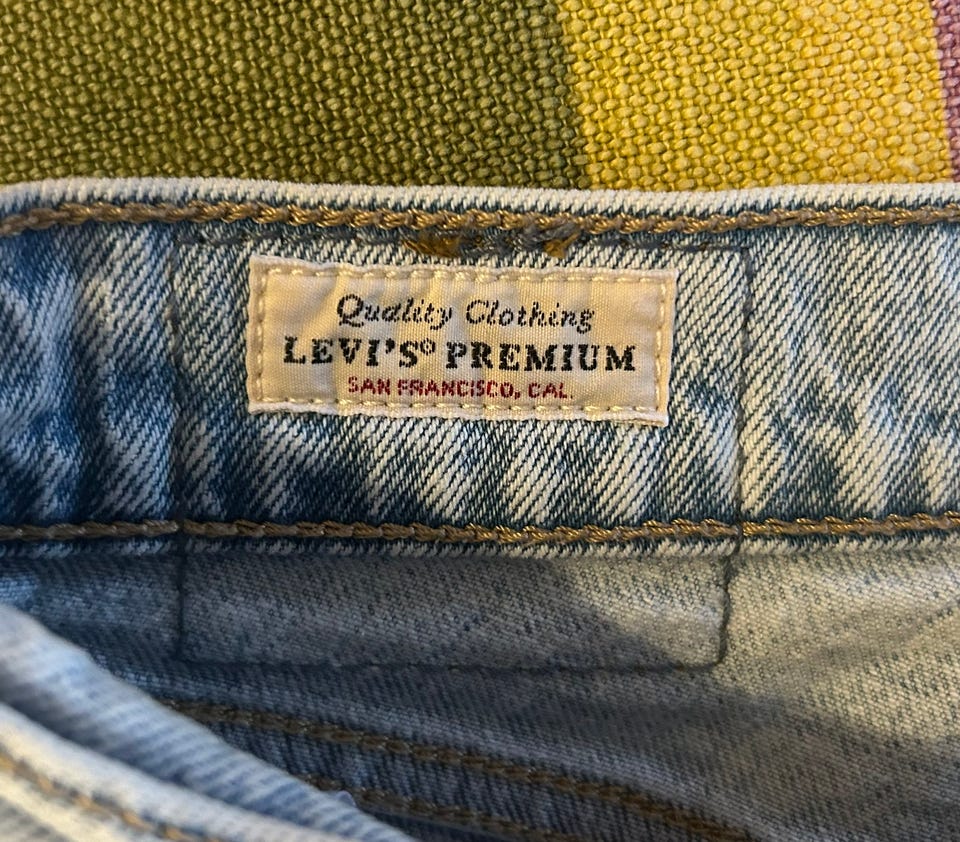 Quality Clothing
LEVI'S® PREMIUM
SAN FRANCISCO, CAL.